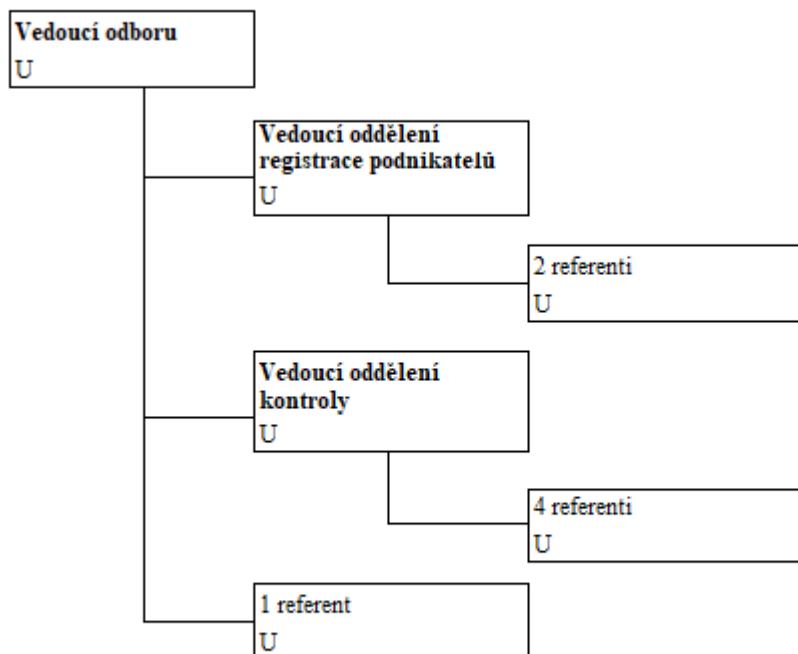 Vedoucí odboru
U
Vedoucí oddělení
registrace podnikatelů
U
2 referenti
U
Vedoucí oddělení
kontroly
U
4 referenti
U
1 referent
U